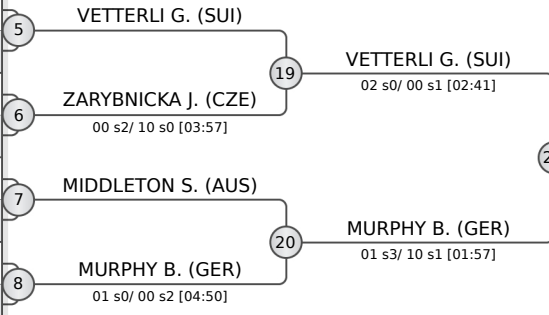 VETTERLI G. (SUI)
5
VETTERLI G. (SUI)
19
02 s0/ 00 s1 [02:41]
ZARYBNICKA J. (CZE)
6
00 s2/ 10 s0 [03:57]
MIDDLETON S. (AUS)
7
MURPHY B. (GER)
20
01 s3/ 10 s1 [01:57]
MURPHY B. (GER)
8
01 s0/ 00 s2 [04:50]